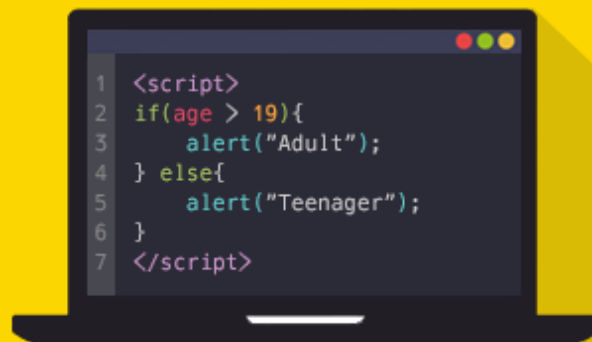 1 <script>
2 if(age > 19){
3     alert("Adult");
4 } else{
5     alert("Teenager");
6 }
7 </script>